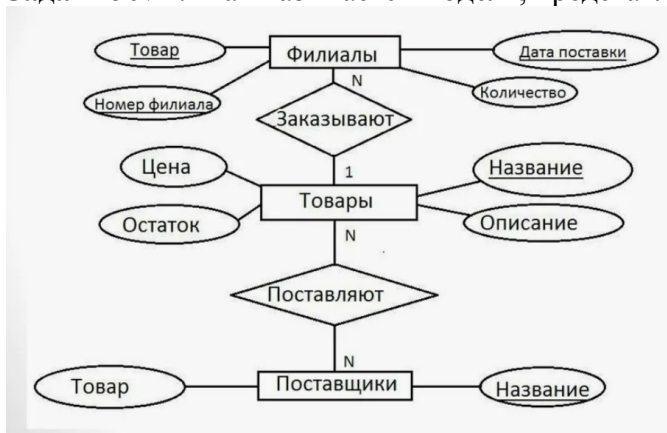 Товар
Филиалы
Дата поставки
Номер филиала
N
Количество
Заказывают
Цена
1
Название
Товары
Остаток
Описание
N
Поставляют
N
Товар
Поставщики
Название